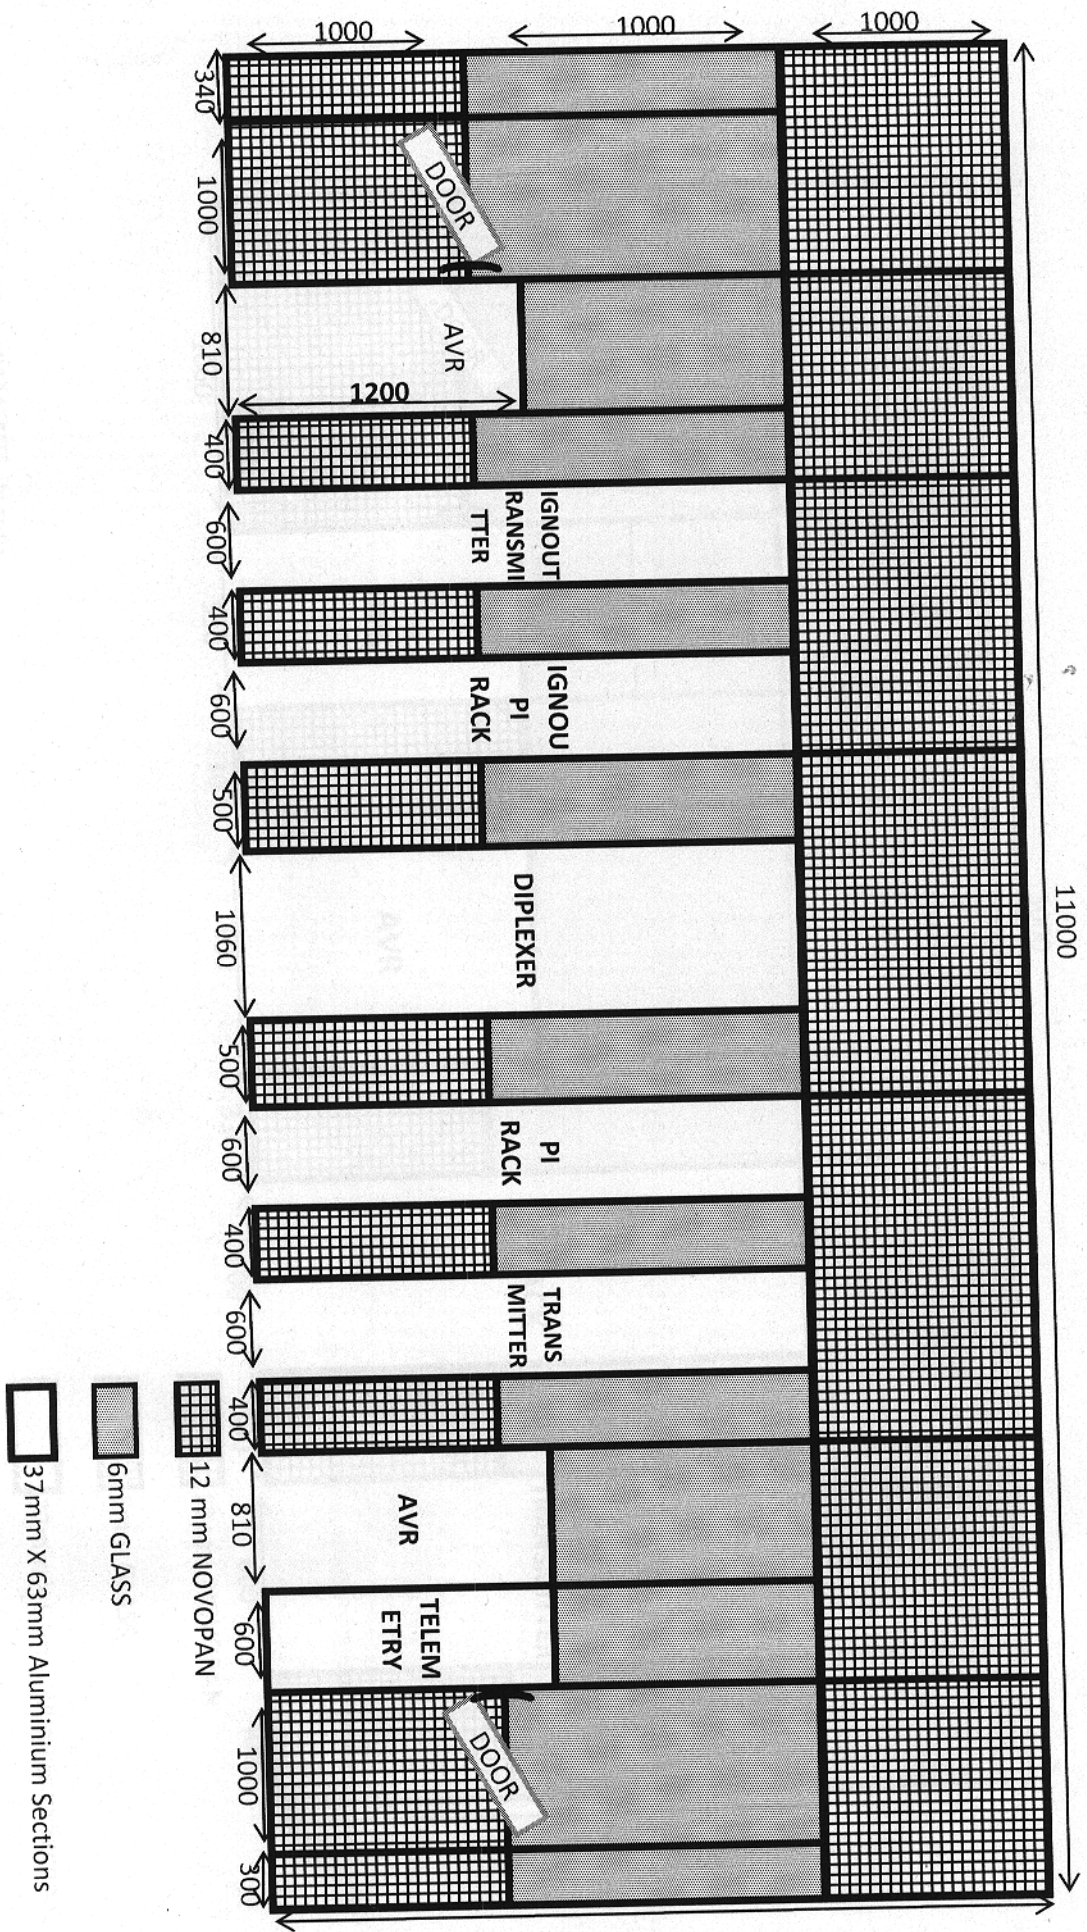 11000
1000
1000
1000
DOOR
AVR
1200
IGNOUT
RANSMI
TTER
IGNOU
PI
RACK
DIPLEXER
PI
RACK
TRANS
MITTER
AVR
TELEM
ETRY
DOOR
340
1000
810
400
600
400
600
500
1060
500
600
400
600
400
810
600
1000
300
12 mm NOVOPAN
6mm GLASS
37mm X 63mm Aluminium Sections